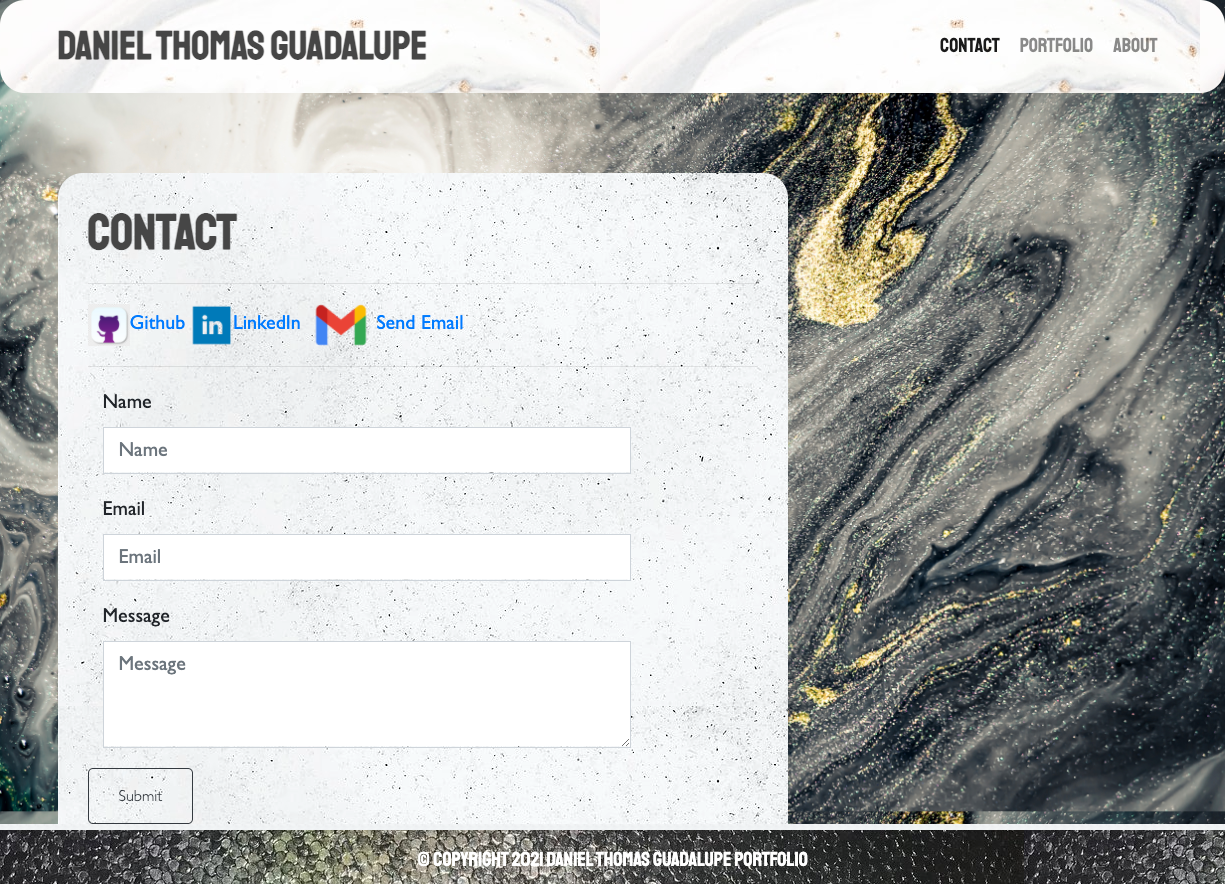 DANIEL THOMAS GUADALUPE
CONTACT PORTFOLIO ABOUT
CONTACT
Github LinkedIn Send Email
Name
Name
Email
Email
Message
Message
Submit
© COPYRIGHT 2021 DANIEL THOMAS GUADALUPE PORTFOLIO